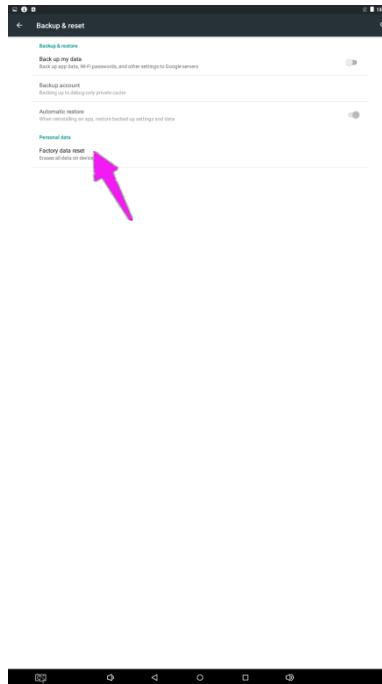 Backup & reset
Backup & restore
Back up my data
Back up app data, Wi-Fi passwords, and other settings to Google servers
Backup account
Backing up to debug-only private cache
Automatic restore
When reinstalling an app, restore backed up settings and data
Personal data
Factory data reset
Erases all data on device